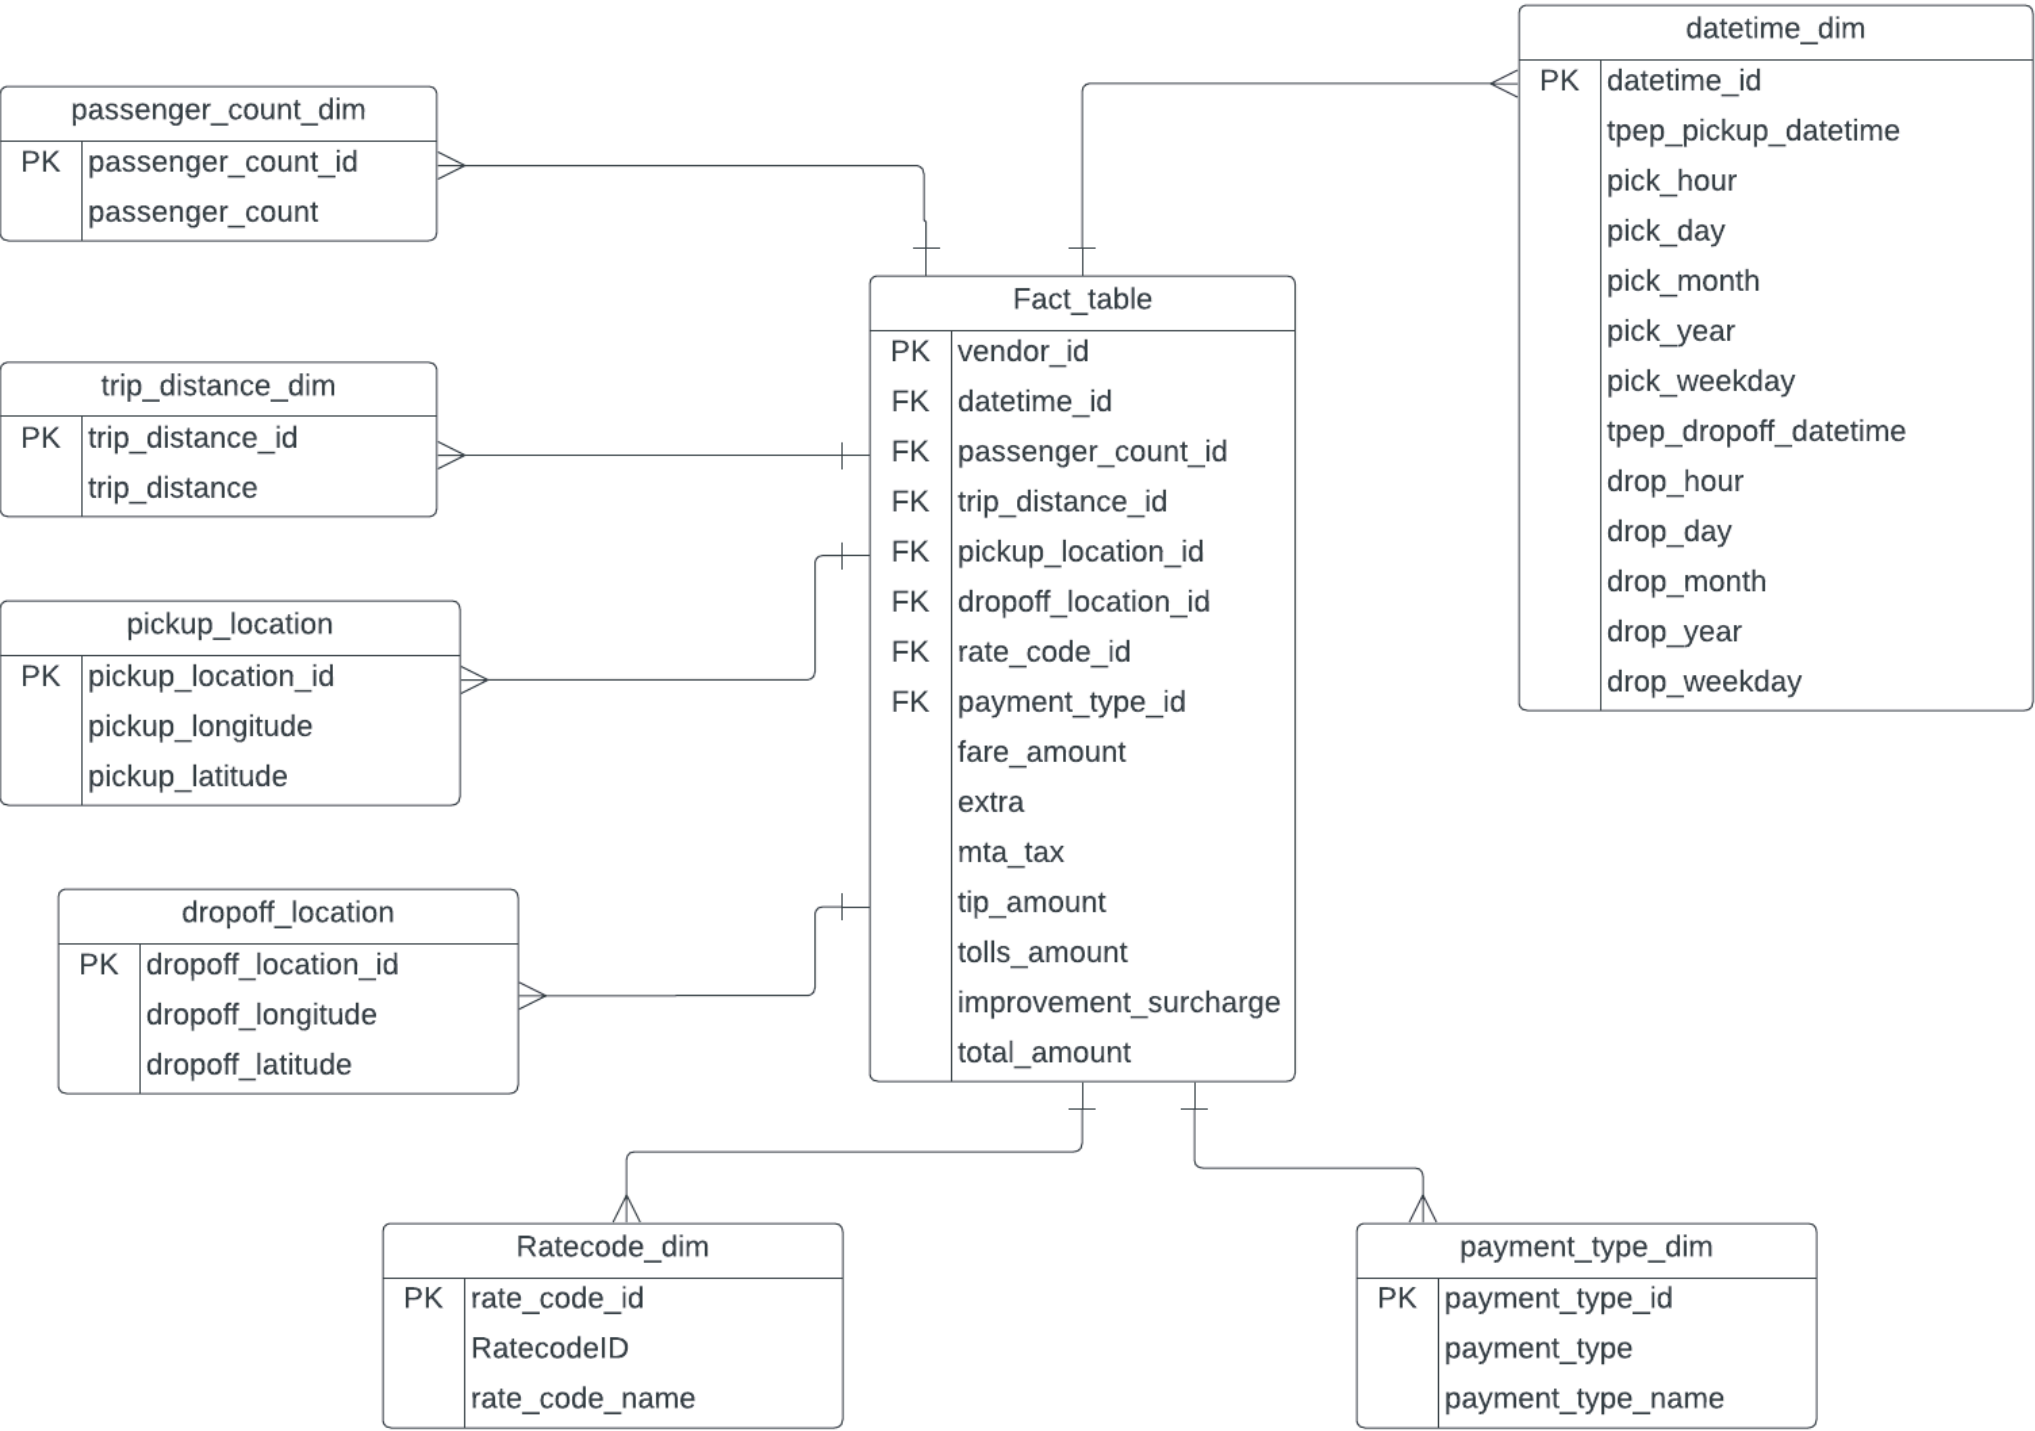 passenger_count_dim
PK passenger_count_id
passenger_count
trip_distance_dim
PK trip_distance_id
trip_distance
pickup_location
PK pickup_location_id
pickup_longitude
pickup_latitude
dropoff_location
PK dropoff_location_id
dropoff_longitude
dropoff_latitude
Fact_table
PK vendor_id
FK datetime_id
FK passenger_count_id
FK trip_distance_id
FK pickup_location_id
FK dropoff_location_id
FK rate_code_id
FK payment_type_id
fare_amount
extra
mta_tax
tip_amount
tolls_amount
improvement_surcharge
total_amount
datetime_dim
PK datetime_id
tpep_pickup_datetime
pick_hour
pick_day
pick_month
pick_year
pick_weekday
tpep_dropoff_datetime
drop_hour
drop_day
drop_month
drop_year
drop_weekday
Ratecode_dim
PK rate_code_id
RatecodeID
rate_code_name
payment_type_dim
PK payment_type_id
payment_type
payment_type_name